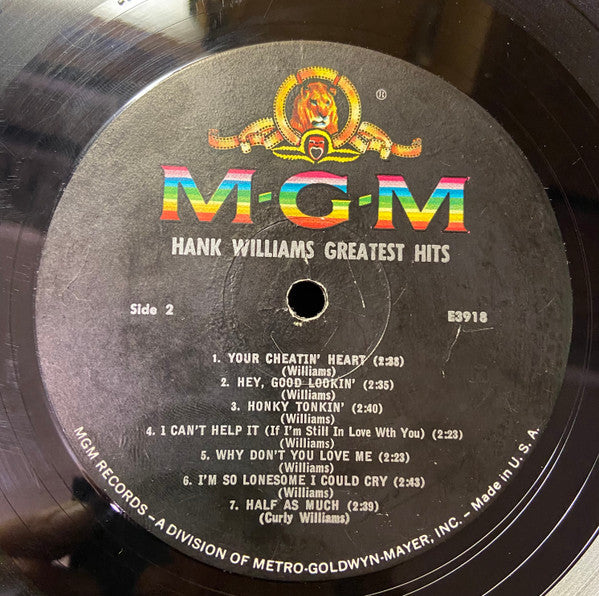 ®
M-G-M
HANK WILLIAMS GREATEST HITS
Side 2
E3918
1. YOUR CHEATIN' HEART (2:38)
(Williams)
2. HEY, GOOD LOOKIN' (2:35)
(Williams)
3. HONKY TONKIN' (2:40)
(Williams)
4. I CAN'T HELP IT (If I'm Still In Love Wth You) (2:23)
(Williams)
5. WHY DON'T YOU LOVE ME (2:23)
(Williams)
6. I'M SO LONESOME I COULD CRY (2:43)
(Williams)
7. HALF AS MUCH (2:39)
(Curly Williams)
MGM RECORDS – A DIVISION OF METRO-GOLDWYN-MAYER, INC. – Made in U. S. A.